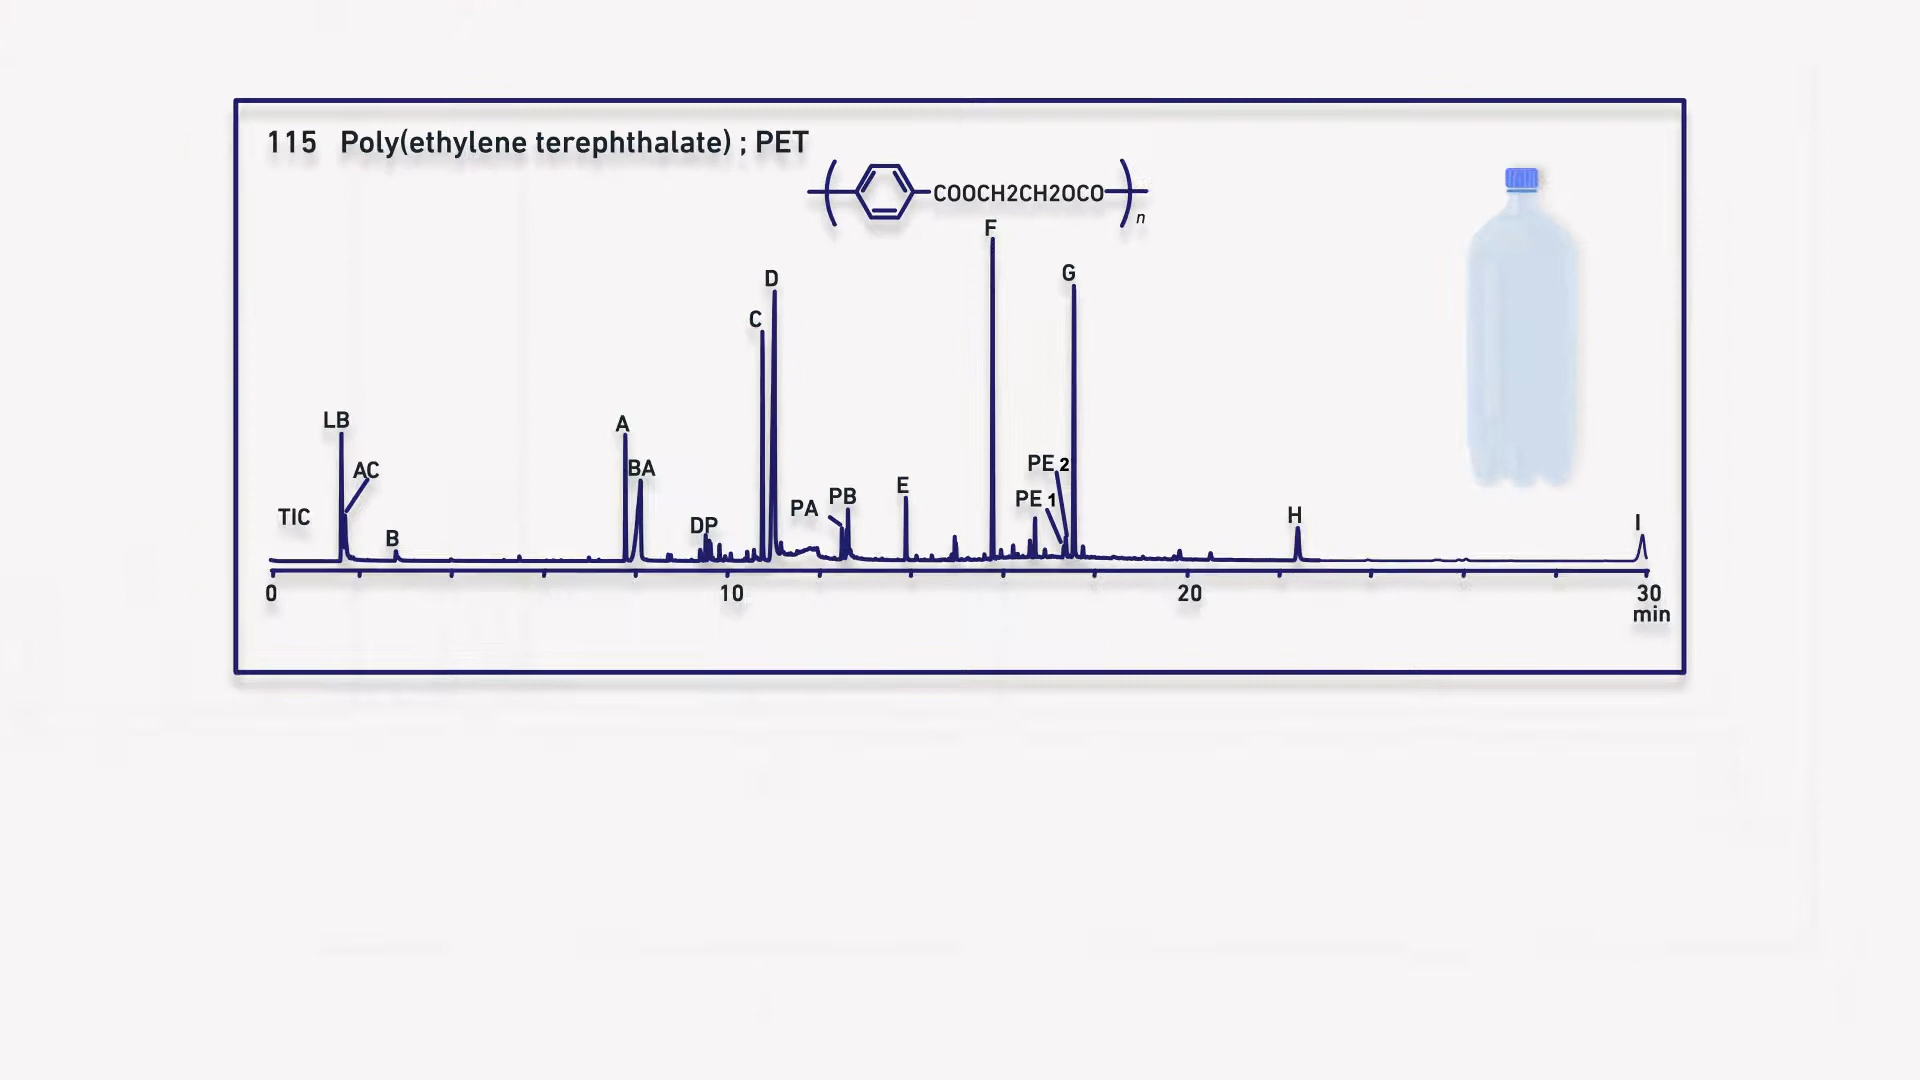 115 Poly(ethylene terephthalate) ; PET
COOCH2CH2OCO
n
F
D
G
C
LB
A
AC
BA
PE 2
E
PB
PE 1
PA
TIC
DP
H
I
B
0 10 20 30
min